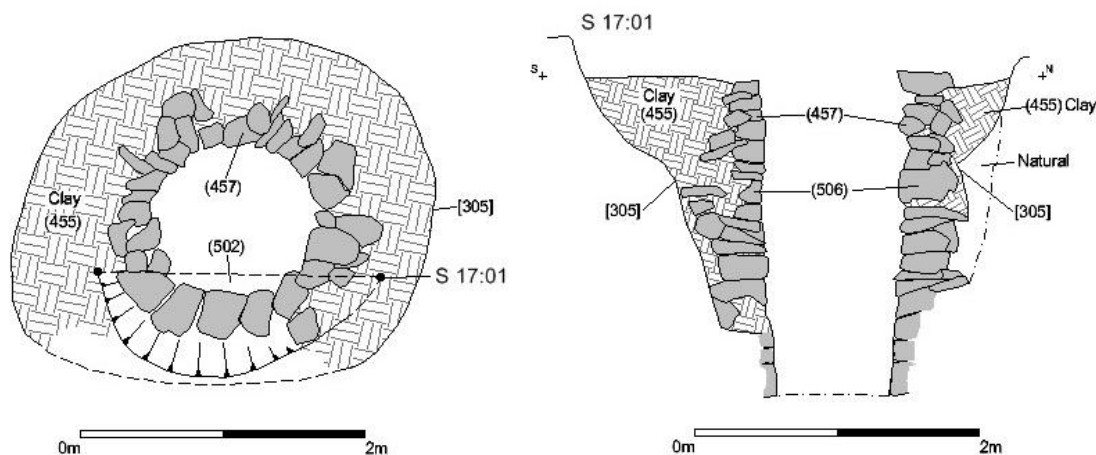 S 17:01
S
N
Clay
(455)
(457)
(455) Clay
(457)
Natural
Clay
(455)
[305]
(506)
[305]
[305]
(502)
S 17:01
0m
2m
0m
2m